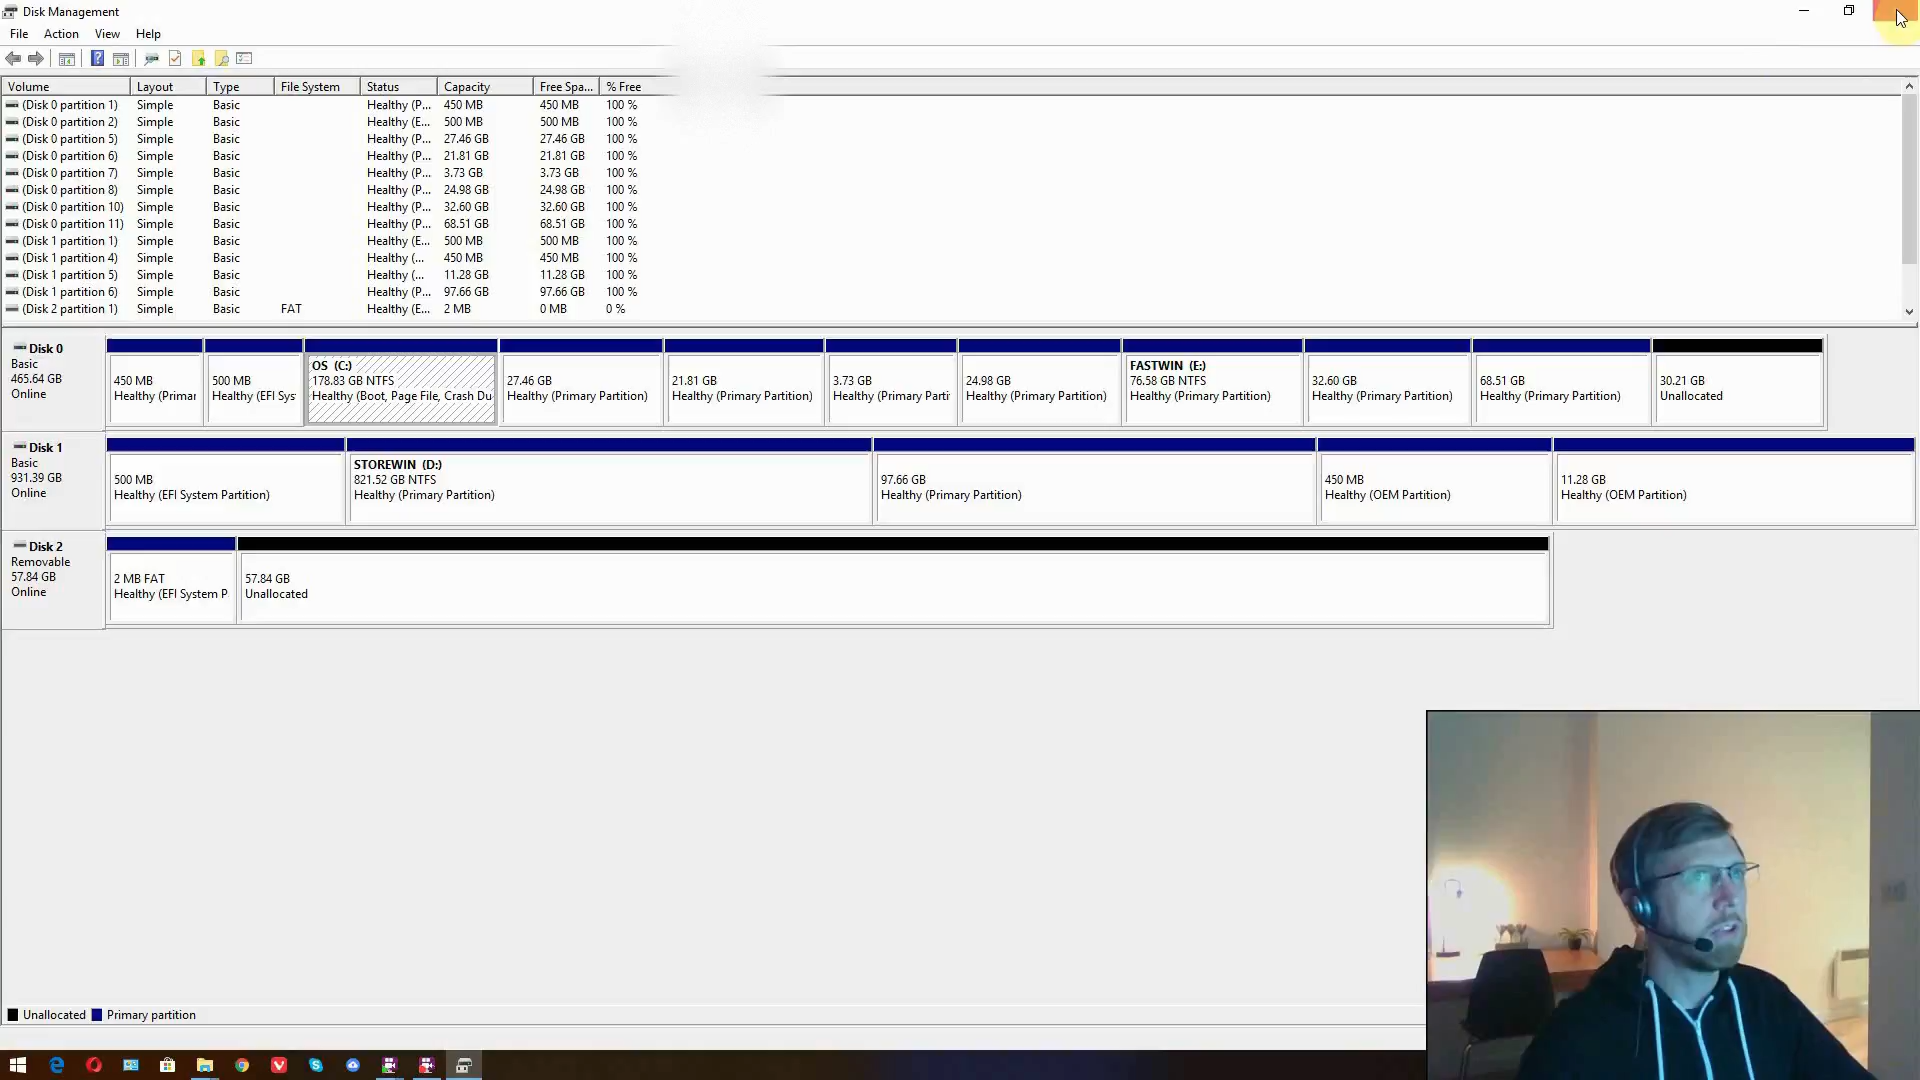 Disk Management
File Action View Help
Volume Layout Type File System Status Capacity Free Spa... % Free
(Disk 0 partition 1) Simple Basic Healthy (P... 450 MB 450 MB 100 %
(Disk 0 partition 2) Simple Basic Healthy (E... 500 MB 500 MB 100 %
(Disk 0 partition 5) Simple Basic Healthy (P... 27.46 GB 27.46 GB 100 %
(Disk 0 partition 6) Simple Basic Healthy (P... 21.81 GB 21.81 GB 100 %
(Disk 0 partition 7) Simple Basic Healthy (P... 3.73 GB 3.73 GB 100 %
(Disk 0 partition 8) Simple Basic Healthy (P... 24.98 GB 24.98 GB 100 %
(Disk 0 partition 10) Simple Basic Healthy (P... 32.60 GB 32.60 GB 100 %
(Disk 0 partition 11) Simple Basic Healthy (P... 68.51 GB 68.51 GB 100 %
(Disk 1 partition 1) Simple Basic Healthy (E... 500 MB 500 MB 100 %
(Disk 1 partition 4) Simple Basic Healthy (... 450 MB 450 MB 100 %
(Disk 1 partition 5) Simple Basic Healthy (... 11.28 GB 11.28 GB 100 %
(Disk 1 partition 6) Simple Basic Healthy (P... 97.66 GB 97.66 GB 100 %
(Disk 2 partition 1) Simple Basic FAT Healthy (E... 2 MB 0 MB 0 %
Disk 0
Basic
465.64 GB
Online
450 MB
Healthy (Primar
500 MB
Healthy (EFI Sys
OS (C:)
178.83 GB NTFS
Healthy (Boot, Page File, Crash Du
27.46 GB
Healthy (Primary Partition)
21.81 GB
Healthy (Primary Partition)
3.73 GB
Healthy (Primary Parti
24.98 GB
Healthy (Primary Partition)
FASTWIN (E:)
76.58 GB NTFS
Healthy (Primary Partition)
32.60 GB
Healthy (Primary Partition)
68.51 GB
Healthy (Primary Partition)
30.21 GB
Unallocated
Disk 1
Basic
931.39 GB
Online
500 MB
Healthy (EFI System Partition)
STOREWIN (D:)
821.52 GB NTFS
Healthy (Primary Partition)
97.66 GB
Healthy (Primary Partition)
450 MB
Healthy (OEM Partition)
11.28 GB
Healthy (OEM Partition)
Disk 2
Removable
57.84 GB
Online
2 MB FAT
Healthy (EFI System P
57.84 GB
Unallocated
Unallocated Primary partition